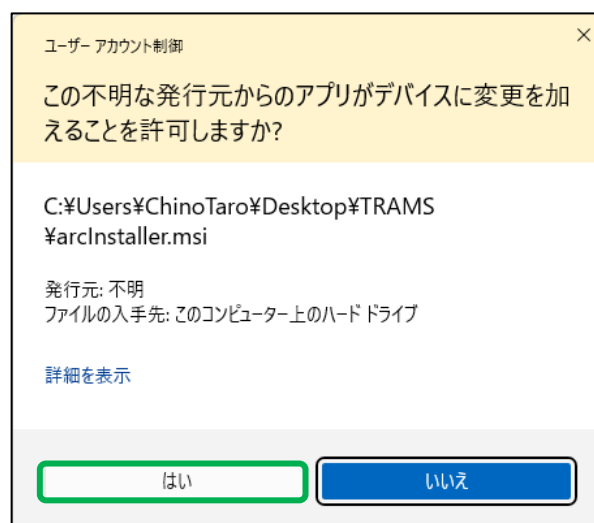 ユーザー アカウント制御
この不明な発行元からのアプリがデバイスに変更を加
えることを許可しますか?
C:¥Users¥ChinoTaro¥Desktop¥TRAMS
¥arcInstaller.msi
発行元: 不明
ファイルの入手先: このコンピューター上のハード ドライブ
詳細を表示
はい
いいえ